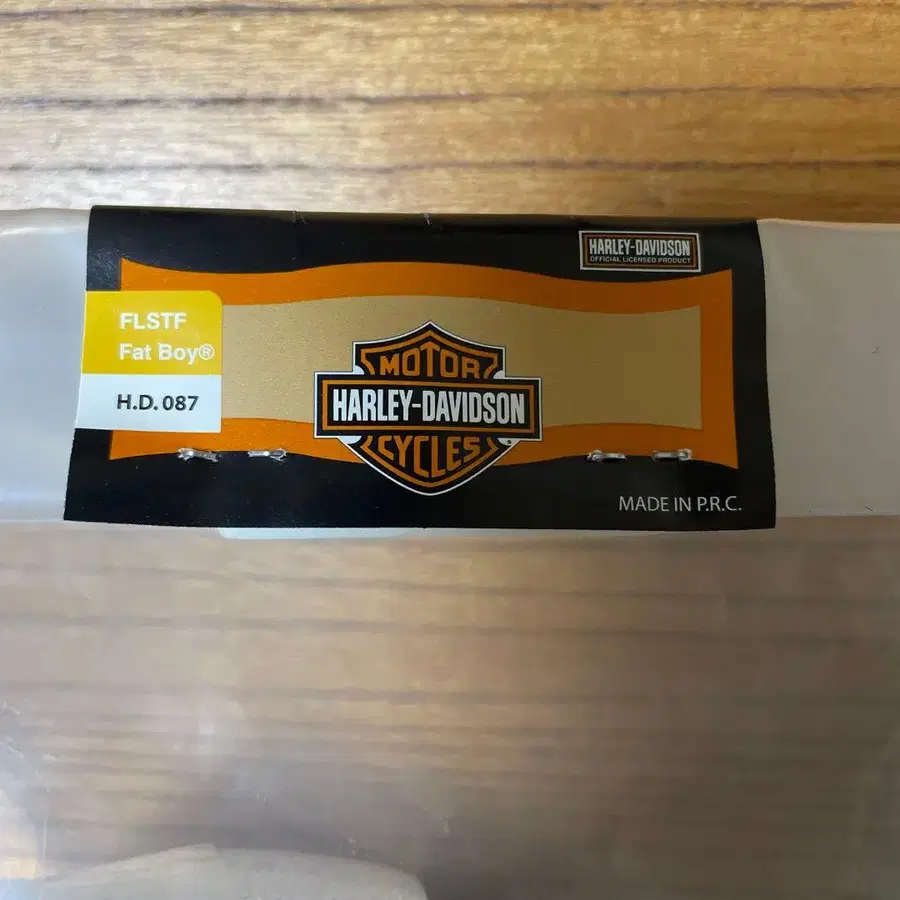 HARLEY-DAVIDSON
OFFICIAL LICENSED PRODUCT
FLSTF
Fat Boy®
H.D. 087
MOTOR
HARLEY-DAVIDSON
CYCLES
MADE IN P.R.C.